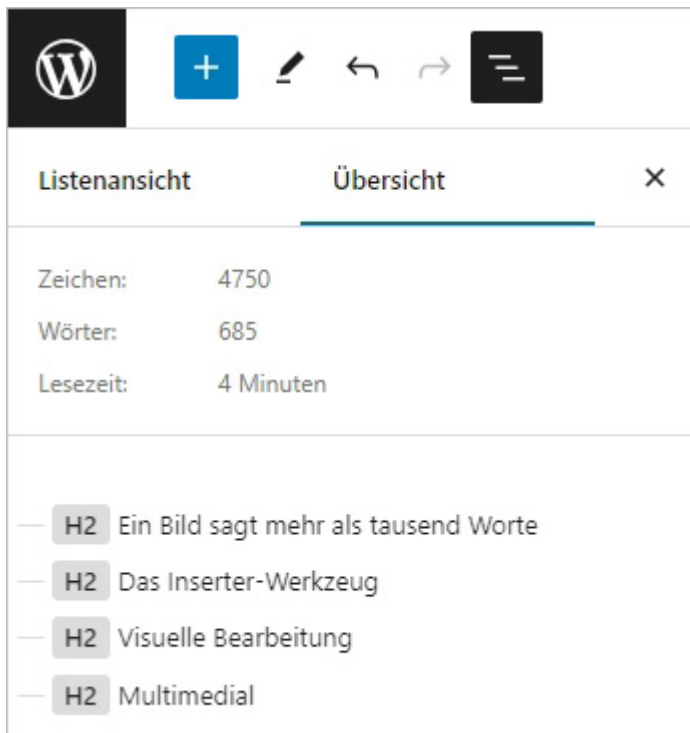 Listenansicht Übersicht
Zeichen: 4750
Wörter: 685
Lesezeit: 4 Minuten
H2 Ein Bild sagt mehr als tausend Worte
H2 Das Inserter-Werkzeug
H2 Visuelle Bearbeitung
H2 Multimedial